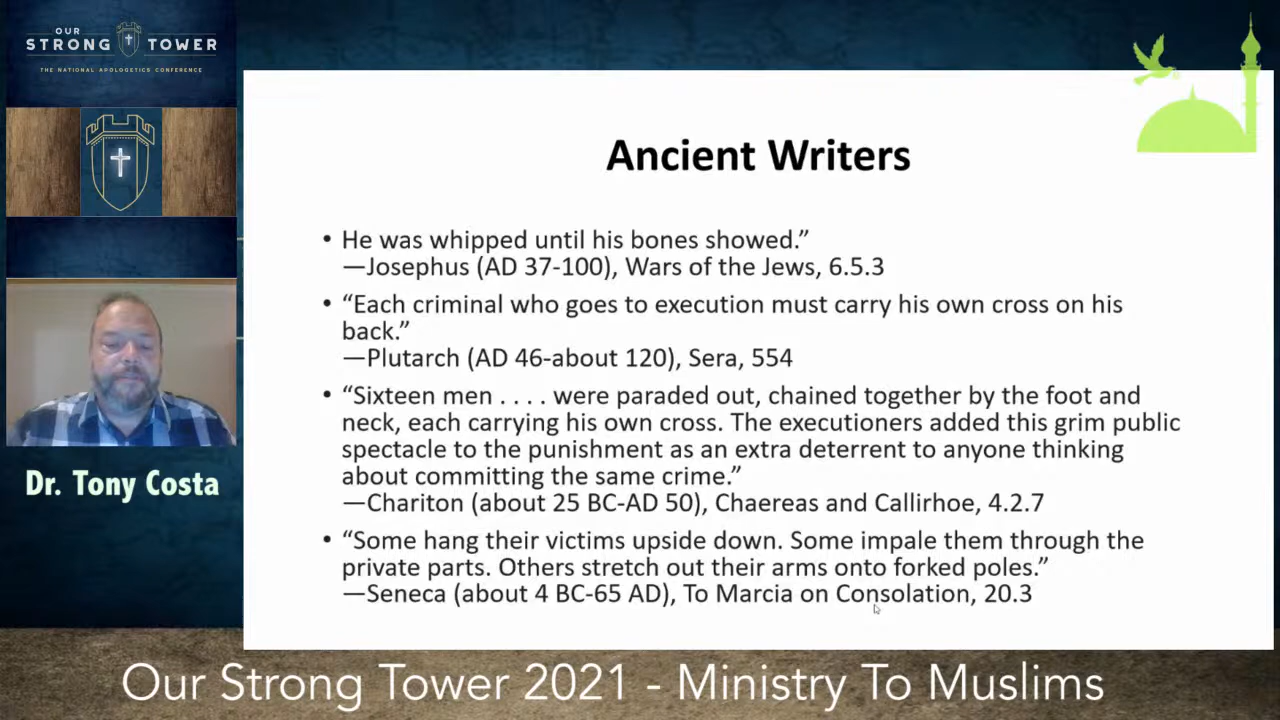 OUR
STRONG TOWER
THE NATIONAL APOLOGETICS CONFERENCE
Ancient Writers
• He was whipped until his bones showed.”
—Josephus (AD 37-100), Wars of the Jews, 6.5.3
• “Each criminal who goes to execution must carry his own cross on his
back.”
—Plutarch (AD 46-about 120), Sera, 554
• “Sixteen men . . . . were paraded out, chained together by the foot and
neck, each carrying his own cross. The executioners added this grim public
spectacle to the punishment as an extra deterrent to anyone thinking
about committing the same crime.”
—Chariton (about 25 BC-AD 50), Chaereas and Callirhoe, 4.2.7
• “Some hang their victims upside down. Some impale them through the
private parts. Others stretch out their arms onto forked poles.”
—Seneca (about 4 BC-65 AD), To Marcia on Consolation, 20.3
Dr. Tony Costa
Our Strong Tower 2021 - Ministry To Muslims